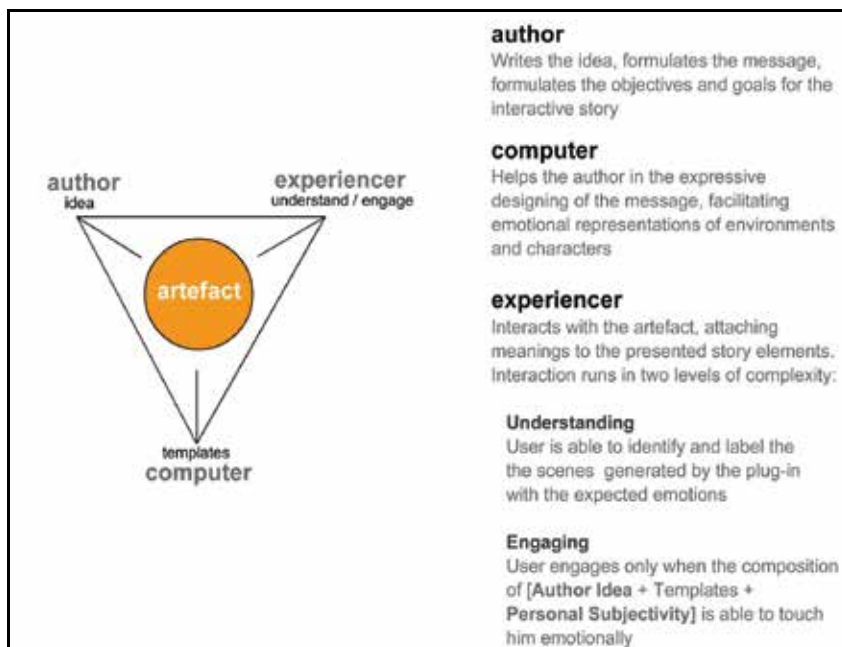 author
idea
experiencer
understand / engage
artefact
templates
computer
author
Writes the idea, formulates the message,
formulates the objectives and goals for the
interactive story
computer
Helps the author in the expressive
designing of the message, facilitating
emotional representations of environments
and characters
experiencer
Interacts with the artefact, attaching
meanings to the presented story elements.
Interaction runs in two levels of complexity:
Understanding
User is able to identify and label the
the scenes generated by the plug-in
with the expected emotions
Engaging
User engages only when the composition
of [Author Idea + Templates +
Personal Subjectivity] is able to touch
him emotionally